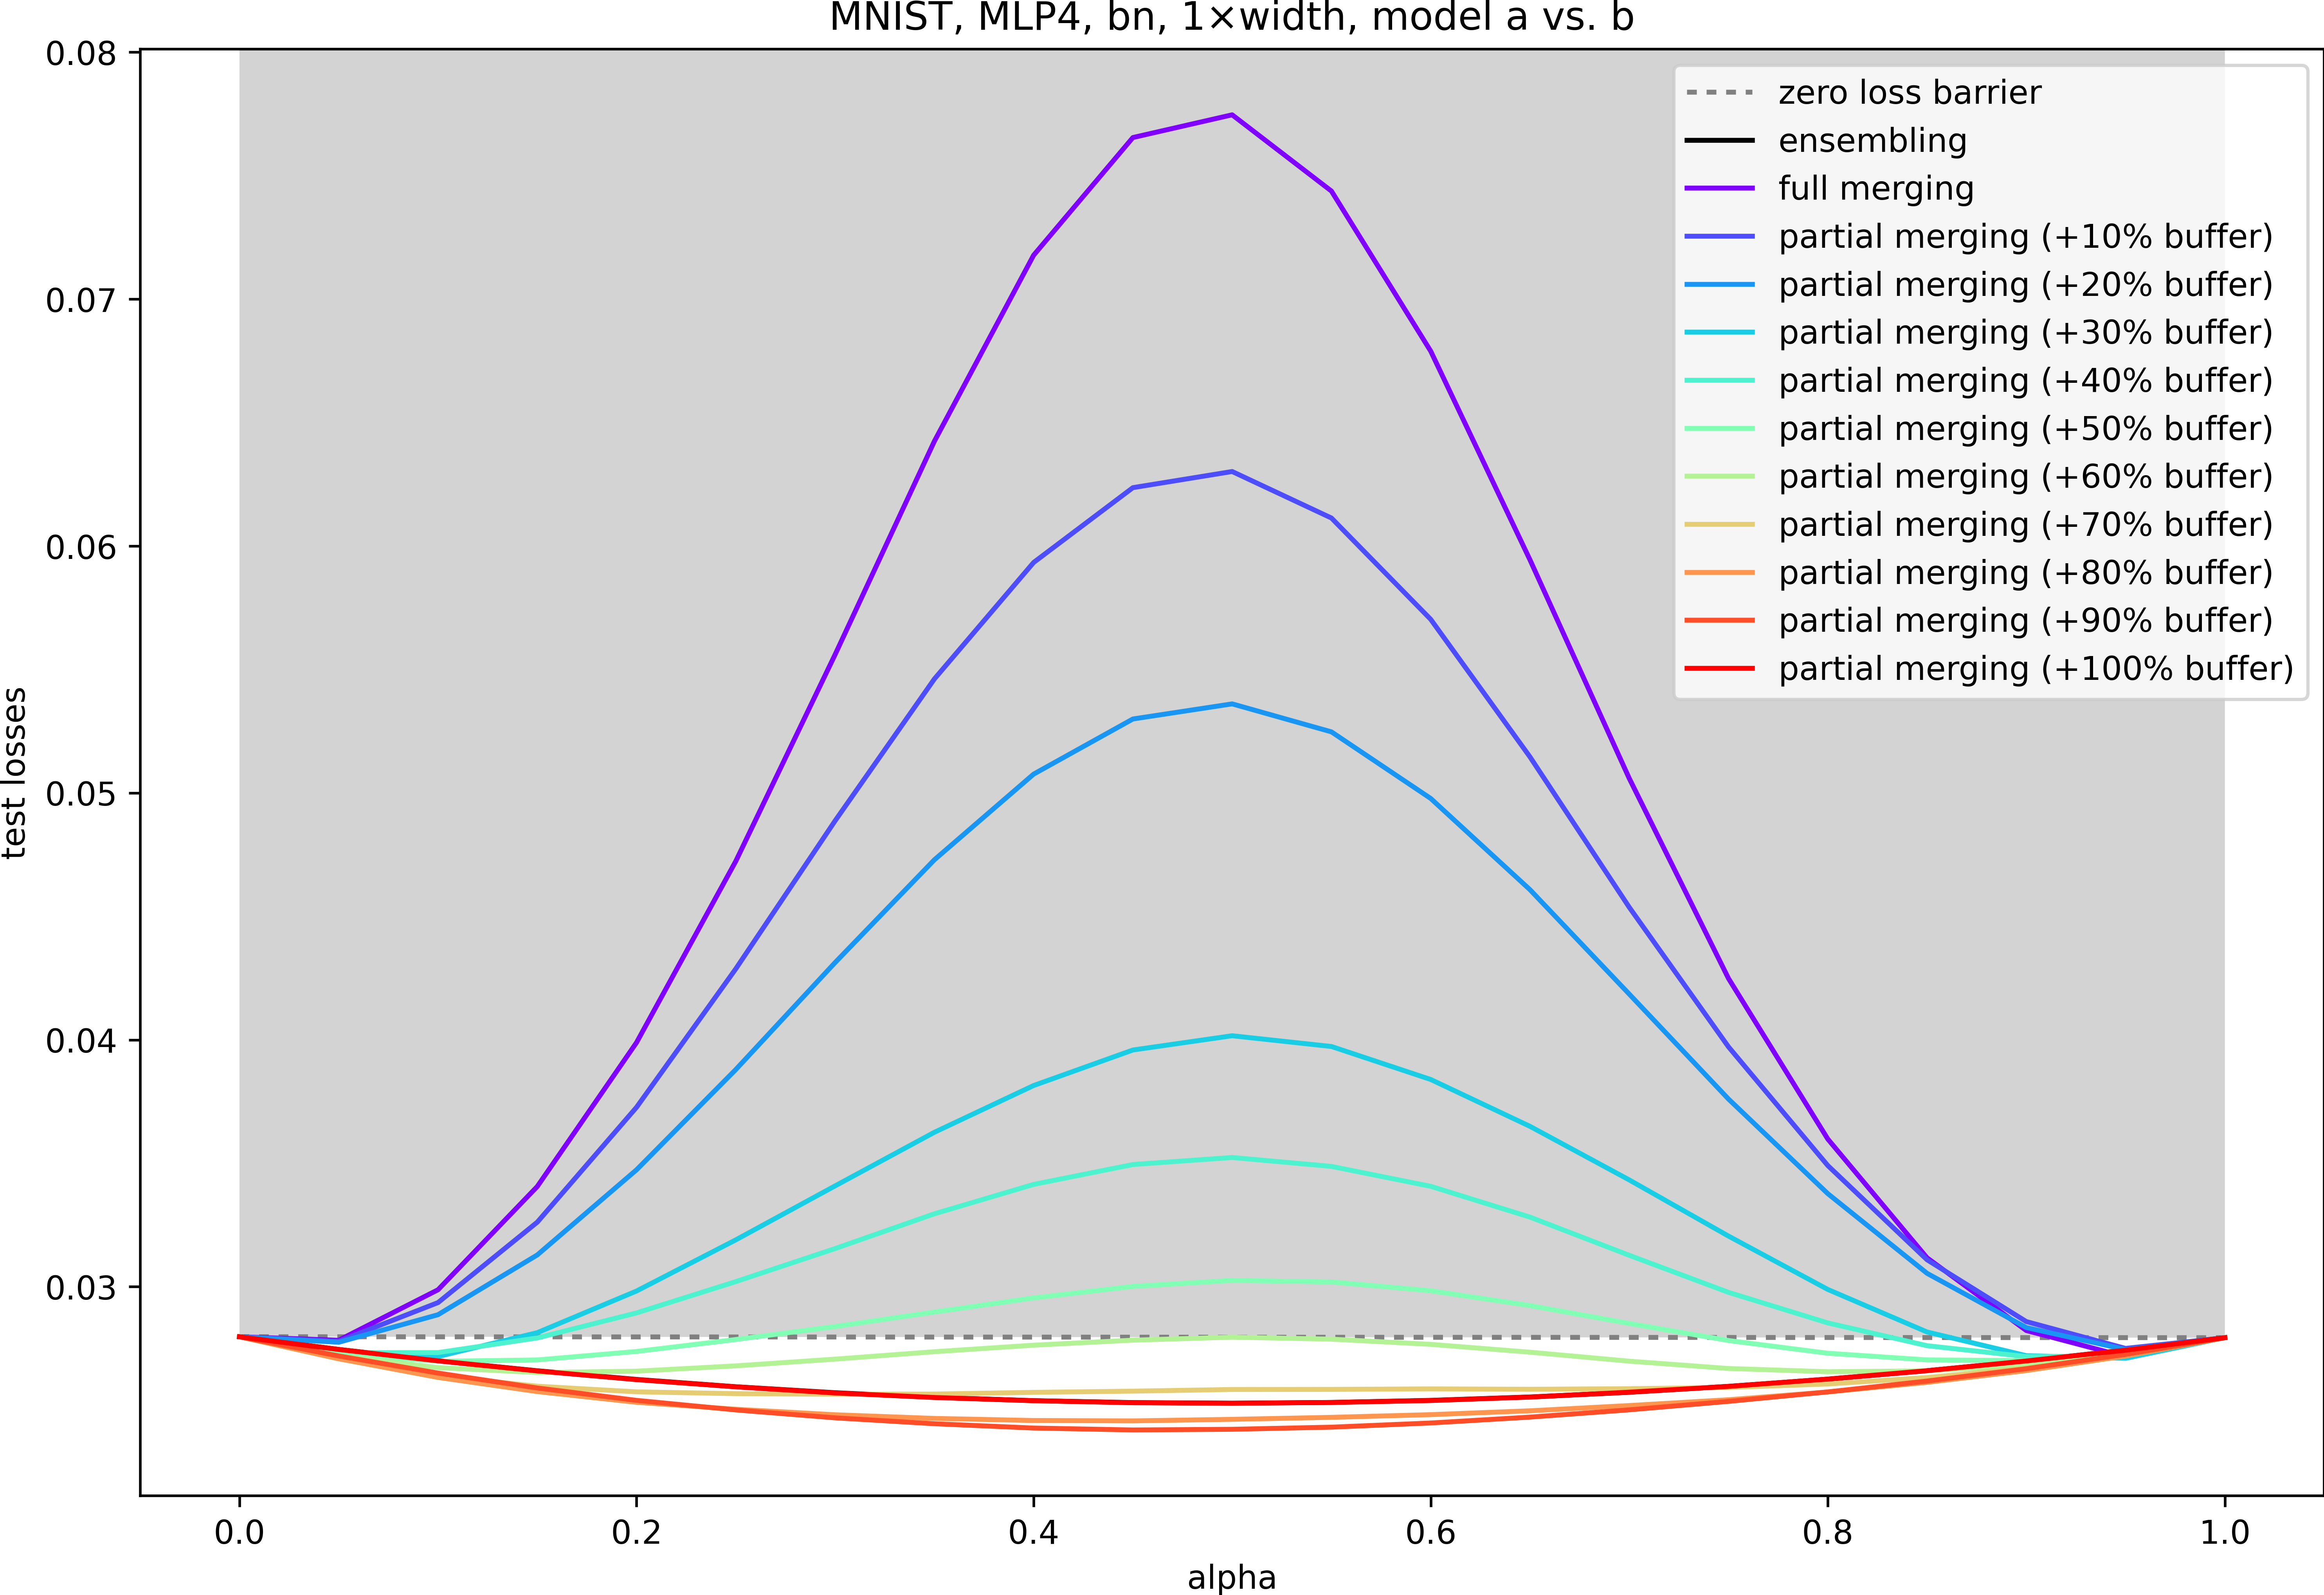 MNIST, MLP4, bn, 1×width, model a vs. b
0.08
0.07
0.06
0.05
0.04
0.03
test losses
zero loss barrier
ensembling
full merging
partial merging (+10% buffer)
partial merging (+20% buffer)
partial merging (+30% buffer)
partial merging (+40% buffer)
partial merging (+50% buffer)
partial merging (+60% buffer)
partial merging (+70% buffer)
partial merging (+80% buffer)
partial merging (+90% buffer)
partial merging (+100% buffer)
0.0 0.2 0.4 0.6 0.8 1.0
alpha